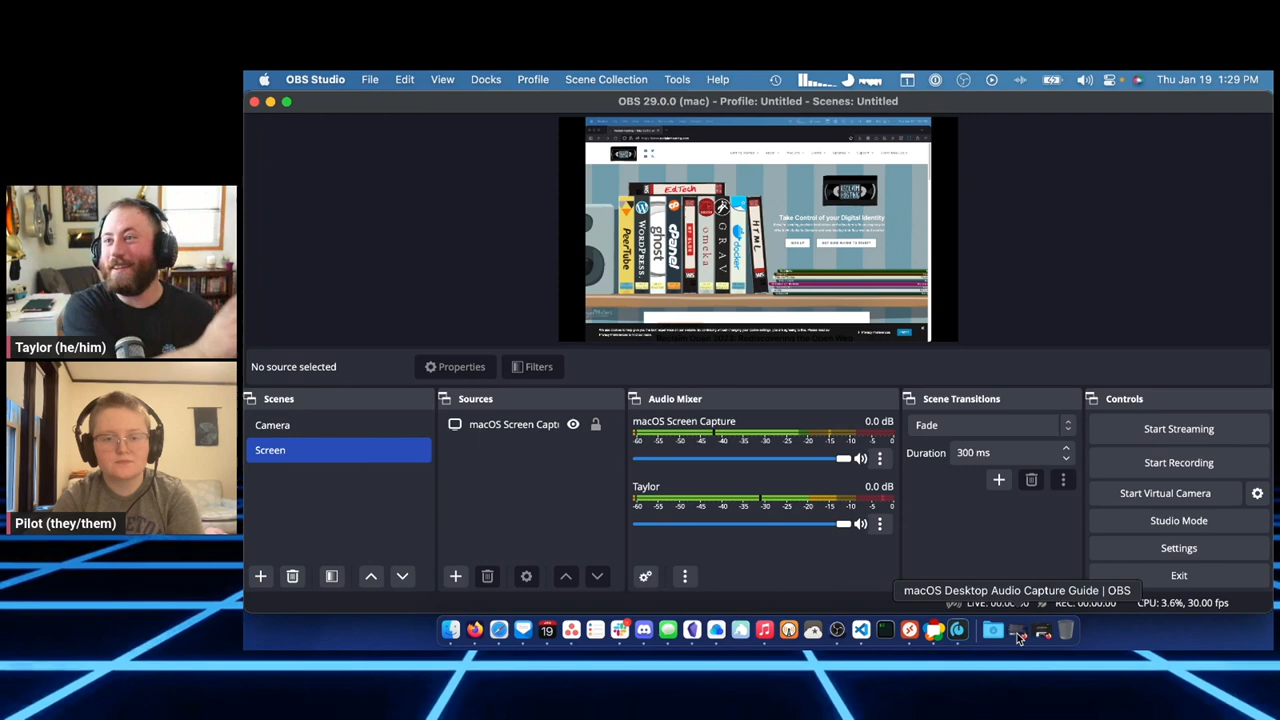 OBS Studio File Edit View Docks Profile Scene Collection Tools Help Thu Jan 19 1:29 PM
OBS 29.0.0 (mac) - Profile: Untitled - Scenes: Untitled
EdTech
PeerTube
WORDPRESS.
ghost
cPanel
omeka
GRAV
docker
HTML
RECLAIM HOSTING
Take Control of your Digital Identity
Taylor (he/him)
Pilot (they/them)
No source selected Properties Filters
Scenes Sources Audio Mixer Scene Transitions Controls
Camera
Screen
macOS Screen Captu
macOS Screen Capture 0.0 dB
-60 -55 -50 -45 -40 -35 -30 -25 -20 -15 -10 -5 0
Taylor 0.0 dB
-60 -55 -50 -45 -40 -35 -30 -25 -20 -15 -10 -5 0
Fade
Duration 300 ms
Start Streaming
Start Recording
Start Virtual Camera
Studio Mode
Settings
Exit
macOS Desktop Audio Capture Guide | OBS
CPU: 3.6%, 30.00 fps
19